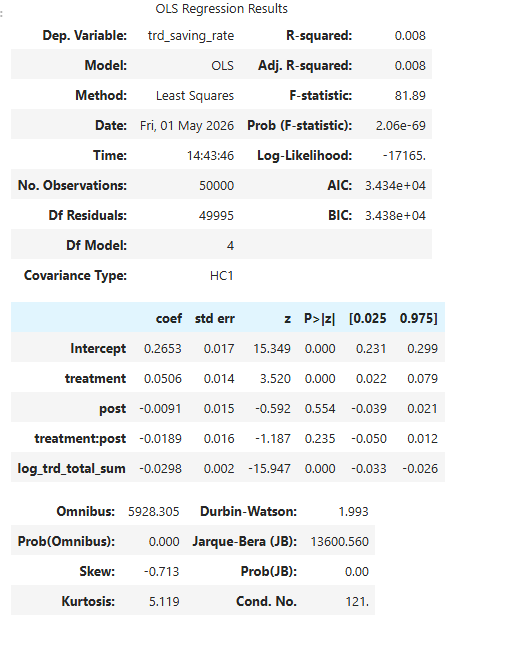 OLS Regression Results
Dep. Variable: trd_saving_rate R-squared: 0.008
Model: OLS Adj. R-squared: 0.008
Method: Least Squares F-statistic: 81.89
Date: Fri, 01 May 2026 Prob (F-statistic): 2.06e-69
Time: 14:43:46 Log-Likelihood: -17165.
No. Observations: 50000 AIC: 3.434e+04
Df Residuals: 49995 BIC: 3.438e+04
Df Model: 4
Covariance Type: HC1
coef std err z P>|z| [0.025 0.975]
Intercept 0.2653 0.017 15.349 0.000 0.231 0.299
treatment 0.0506 0.014 3.520 0.000 0.022 0.079
post -0.0091 0.015 -0.592 0.554 -0.039 0.021
treatment:post -0.0189 0.016 -1.187 0.235 -0.050 0.012
log_trd_total_sum -0.0298 0.002 -15.947 0.000 -0.033 -0.026
Omnibus: 5928.305 Durbin-Watson: 1.993
Prob(Omnibus): 0.000 Jarque-Bera (JB): 13600.560
Skew: -0.713 Prob(JB): 0.00
Kurtosis: 5.119 Cond. No. 121.